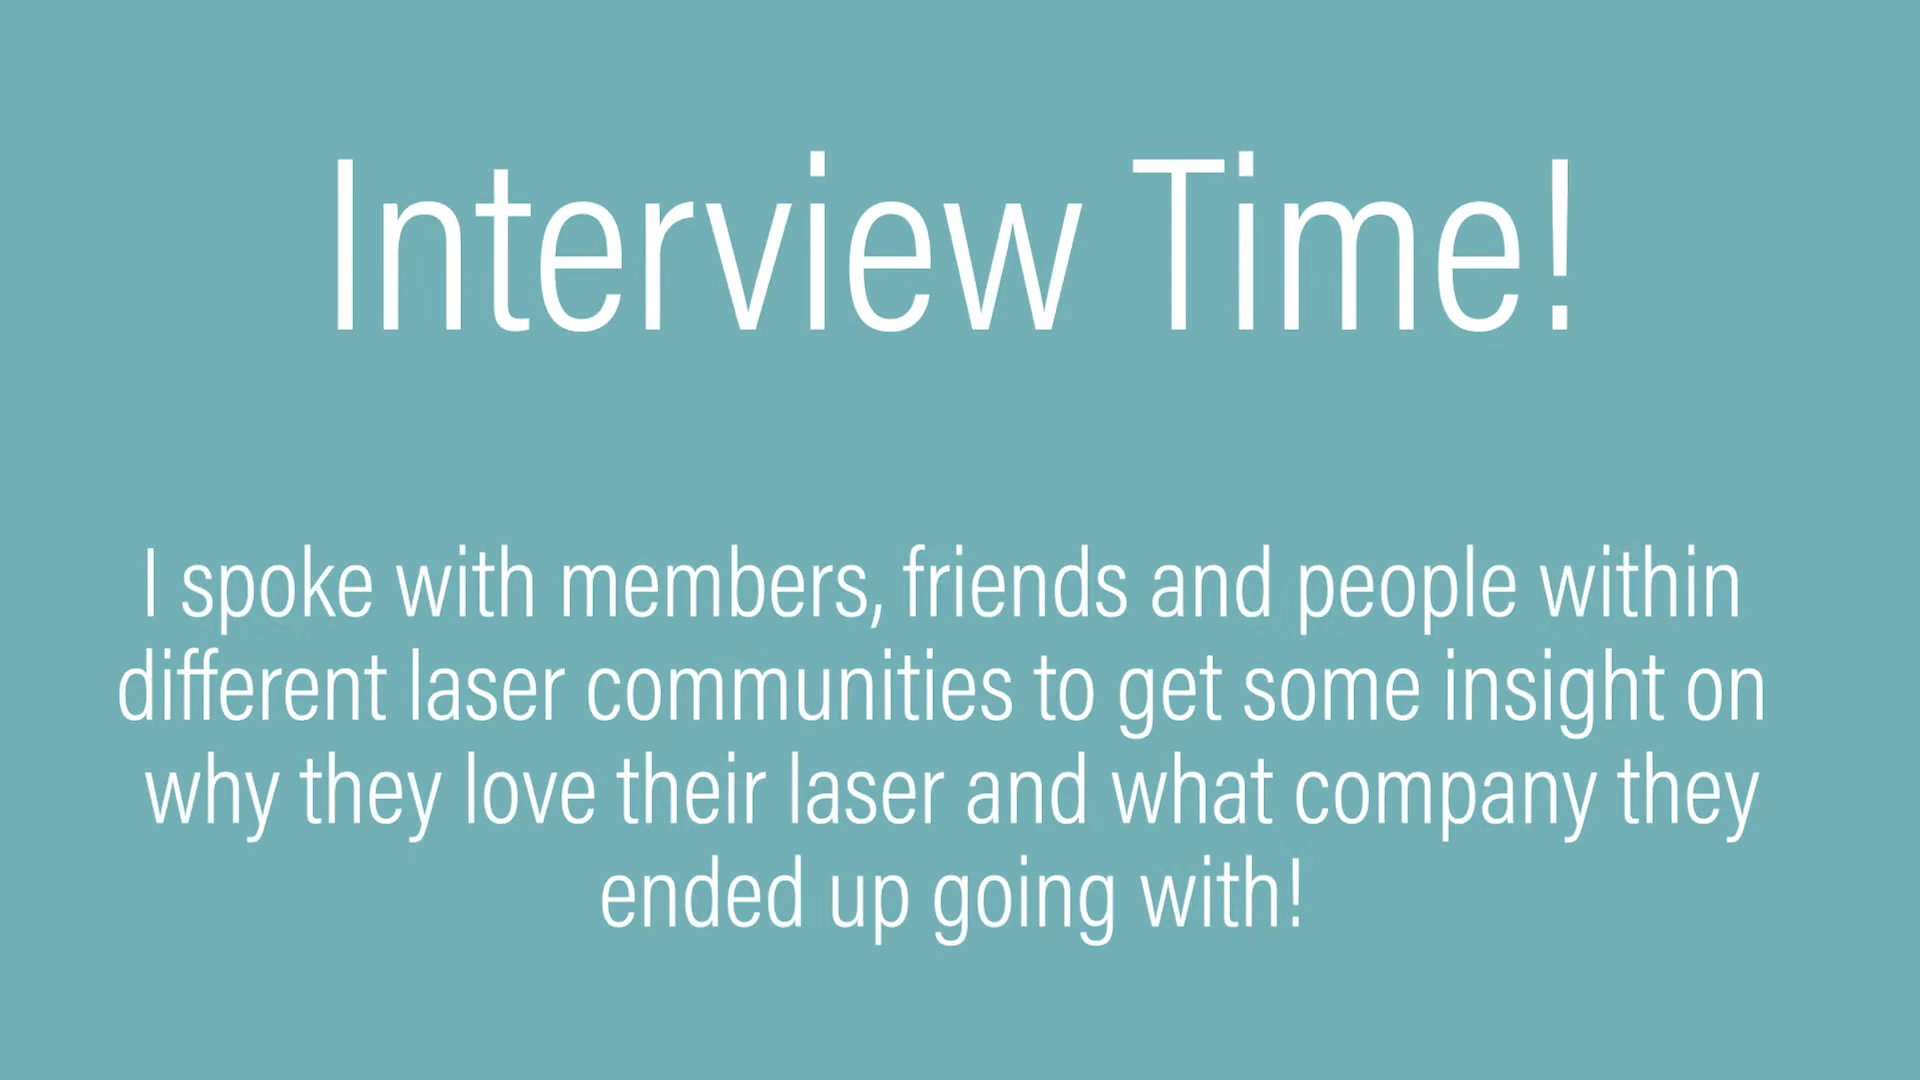 Interview Time!
I spoke with members, friends and people within
different laser communities to get some insight on
why they love their laser and what company they
ended up going with!